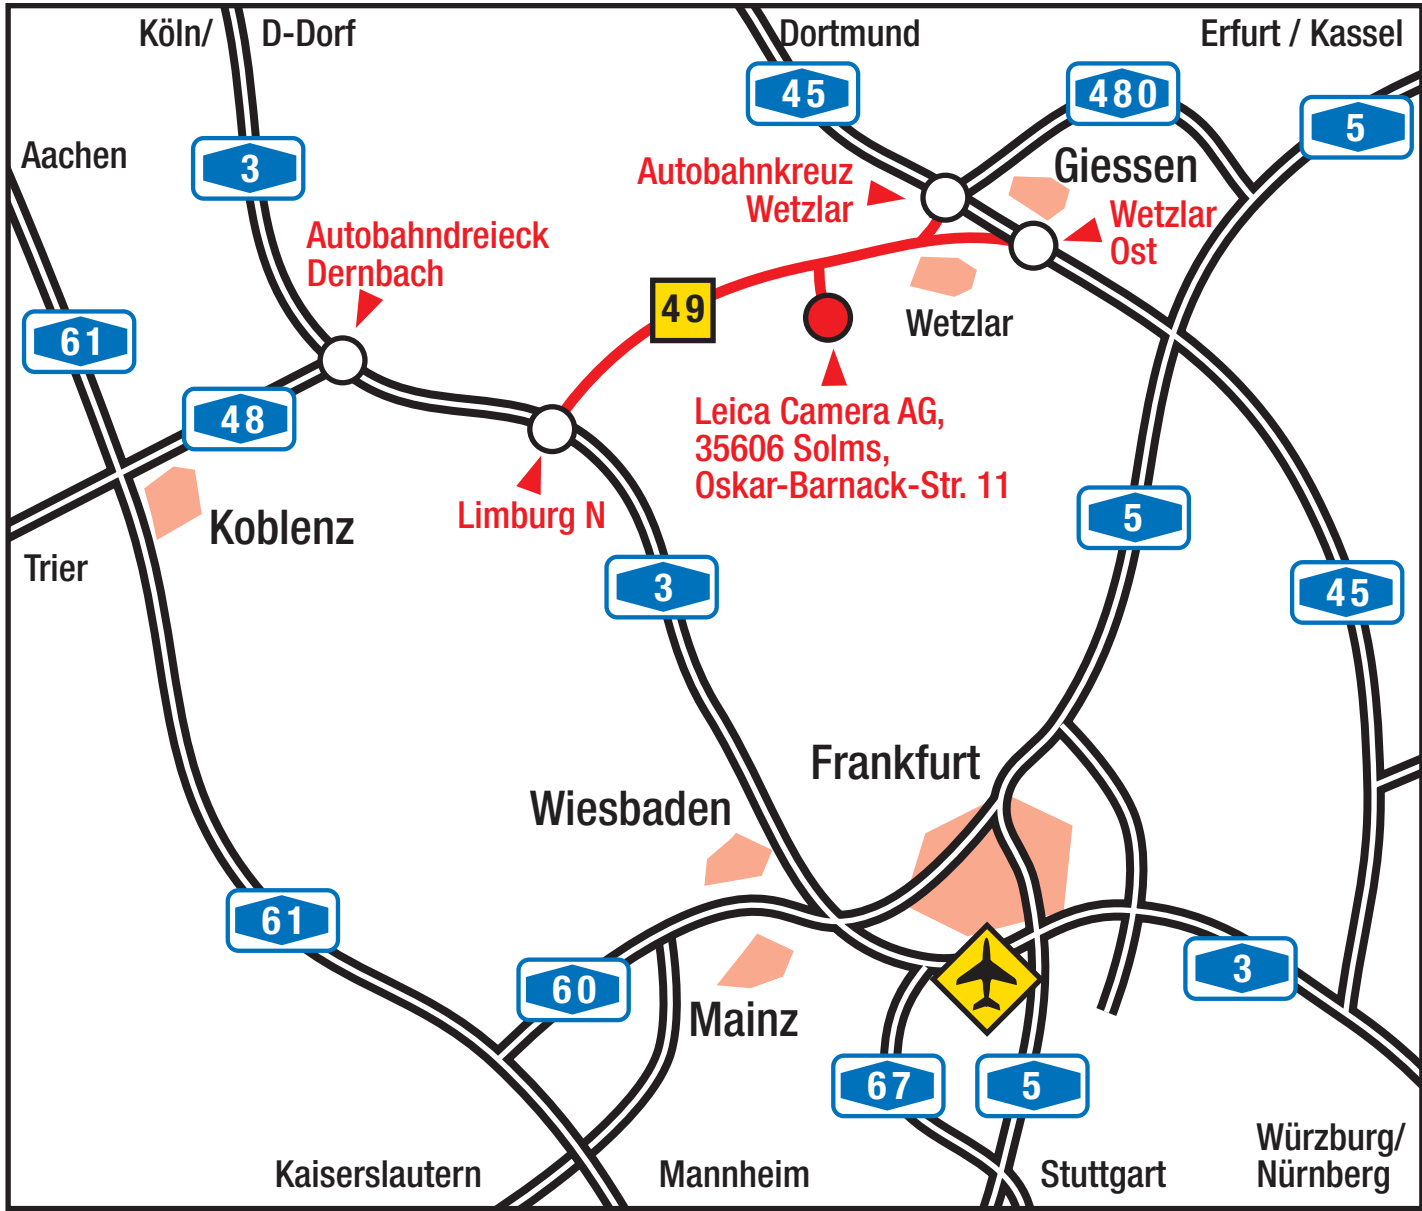 Köln/ D-Dorf
Dortmund
Erfurt / Kassel
45
480
5
Aachen
3
Autobahnkreuz
Wetzlar
Giessen
Wetzlar
Ost
Autobahndreieck
Dernbach
49
Wetzlar
61
48
Leica Camera AG,
35606 Solms,
Oskar-Barnack-Str. 11
Limburg N
Koblenz
5
Trier
3
45
Frankfurt
Wiesbaden
61
60
3
Mainz
67
5
Kaiserslautern
Mannheim
Stuttgart
Würzburg/
Nürnberg